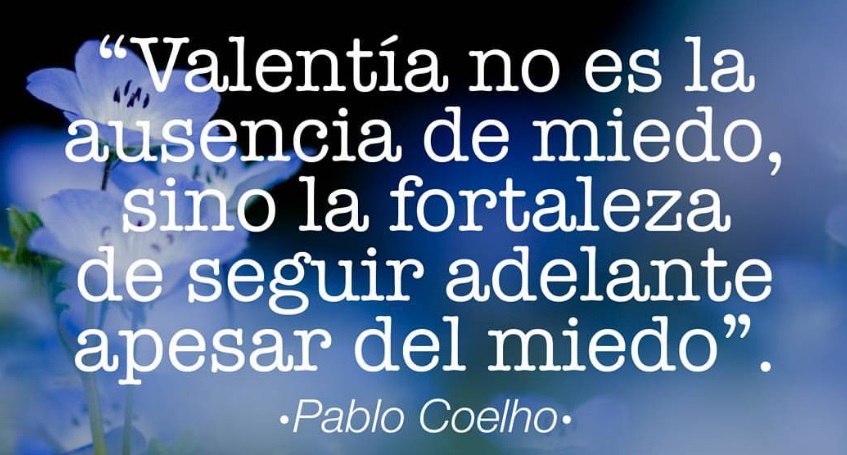 “Valentía no es la
ausencia de miedo,
sino la fortaleza
de seguir adelante
apesar del miedo”.
•Pablo Coelho•